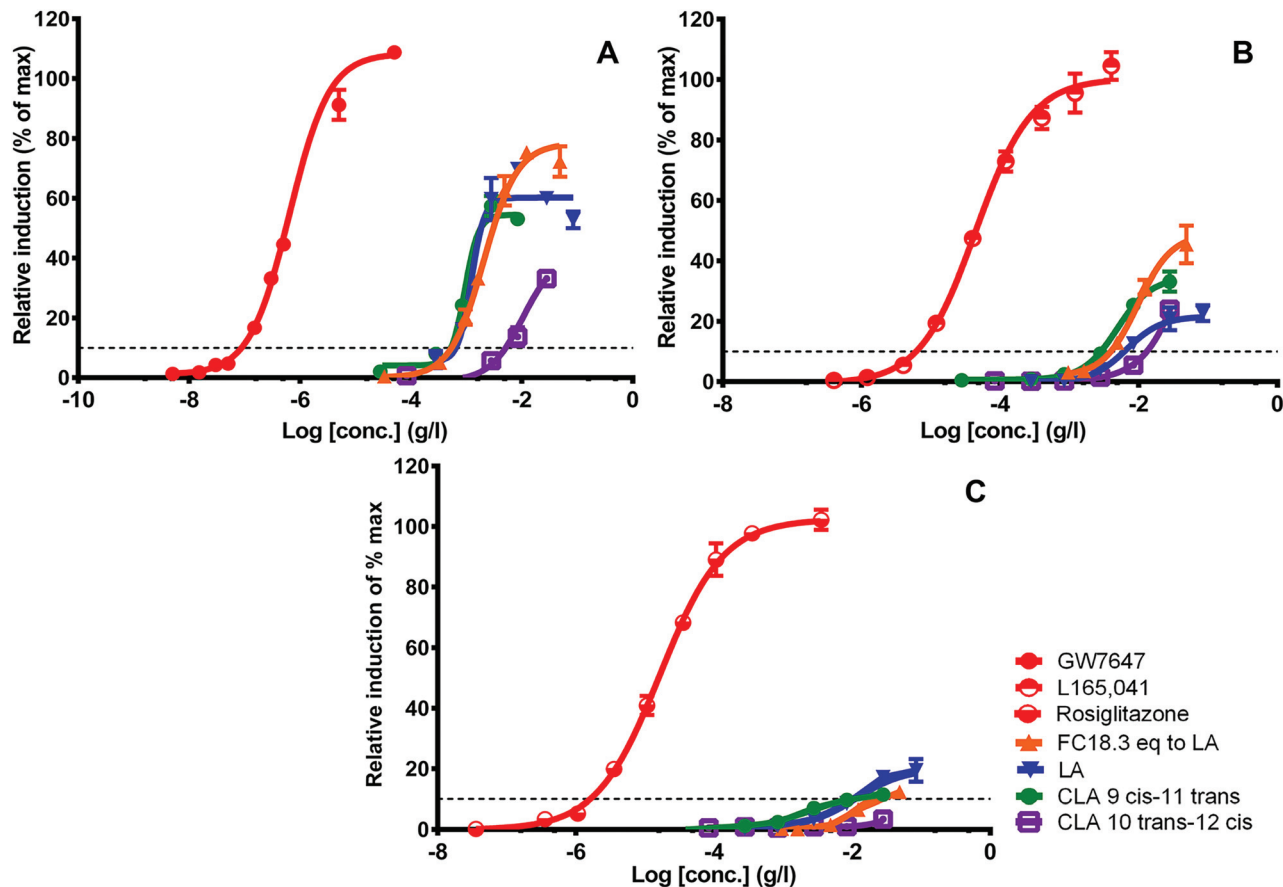 A
Relative induction (% of max)
120
100
80
60
40
20
0
-10
-8
-6
-4
-2
0
Log [conc.] (g/l)
B
Relative induction (% of max)
120
100
80
60
40
20
0
-8
-6
-4
-2
0
Log [conc.] (g/l)
C
Relative induction of % max
120
100
80
60
40
20
0
-8
-6
-4
-2
0
Log [conc.] (g/l)
GW7647
L165,041
Rosiglitazone
FC18.3 eq to LA
LA
CLA 9 cis-11 trans
CLA 10 trans-12 cis